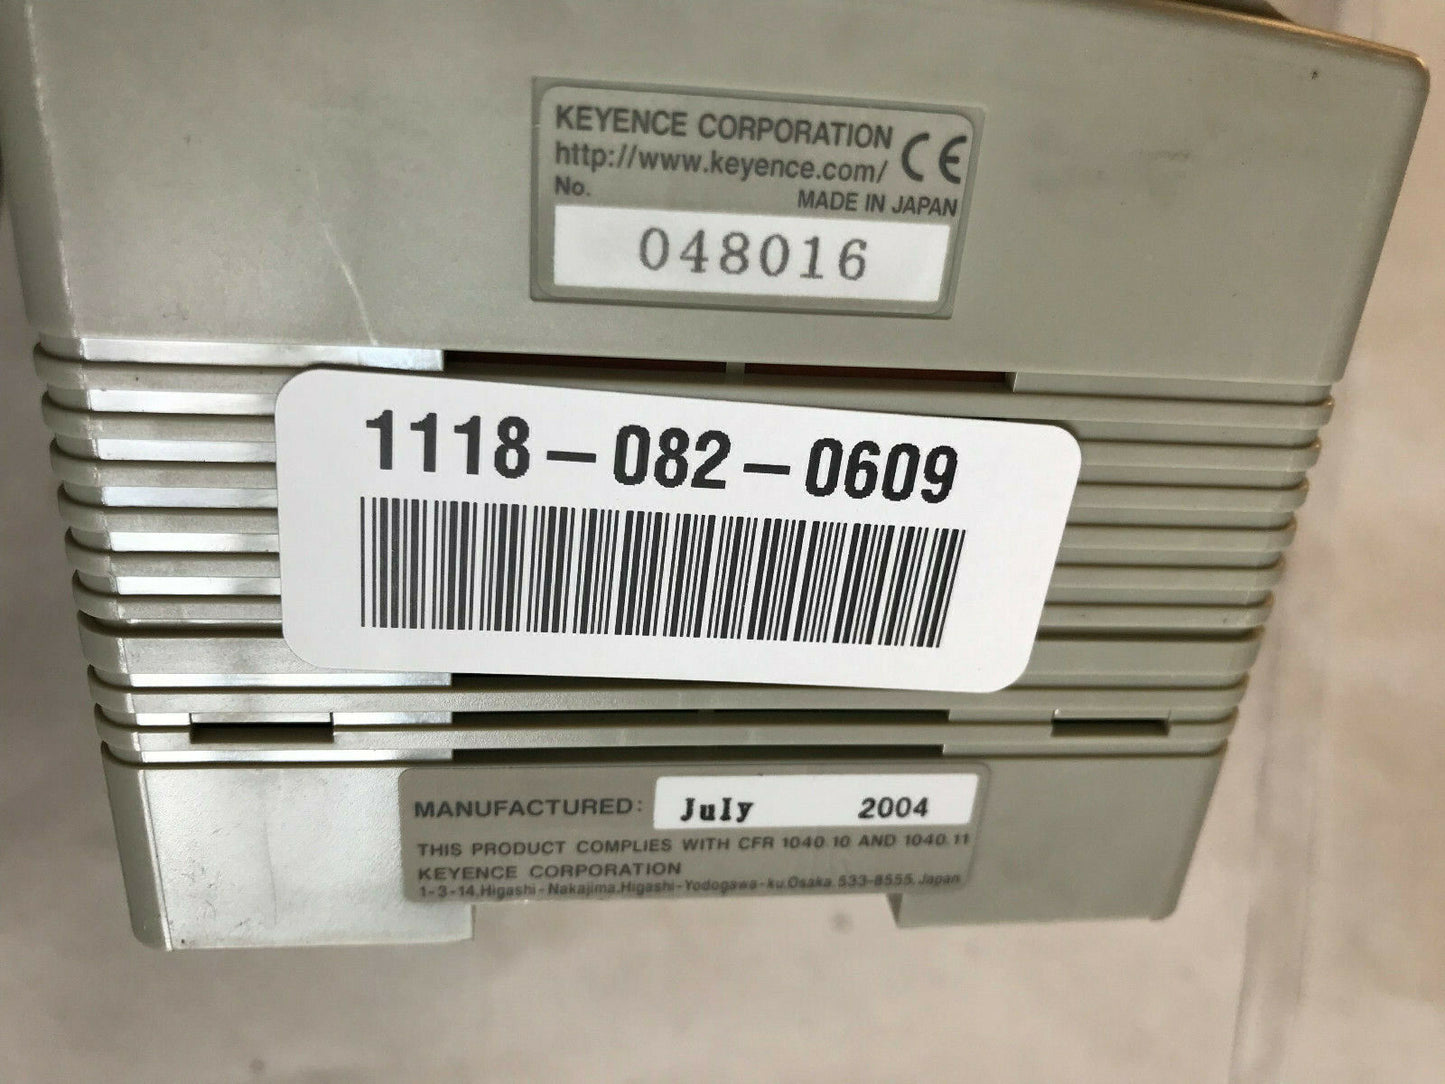 KEYENCE CORPORATION
http://www.keyence.com/ CE
No. MADE IN JAPAN
048016
1118-082-0609
MANUFACTURED: July 2004
THIS PRODUCT COMPLIES WITH CFR 1040.10 AND 1040.11
KEYENCE CORPORATION
1-3-14,Higashi-Nakajima,Higashi-Yodogawa-ku,Osaka,533-8555,Japan